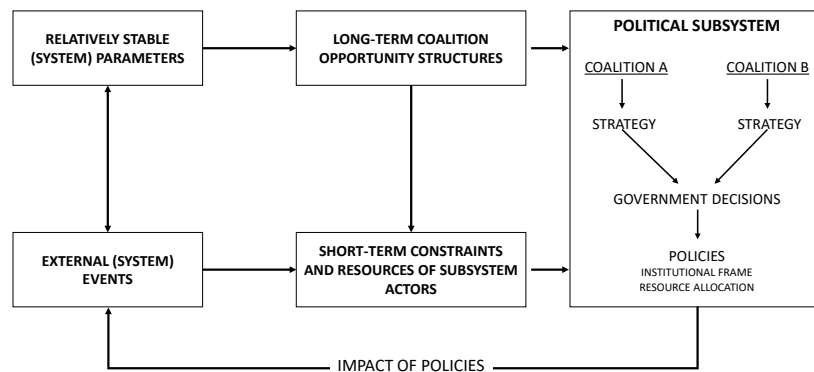 RELATIVELY STABLE
(SYSTEM) PARAMETERS
LONG-TERM COALITION
OPPORTUNITY STRUCTURES
POLITICAL SUBSYSTEM
COALITION A
COALITION B
STRATEGY
STRATEGY
GOVERNMENT DECISIONS
POLICIES
INSTITUTIONAL FRAME
RESOURCE ALLOCATION
EXTERNAL (SYSTEM)
EVENTS
SHORT-TERM CONSTRAINTS
AND RESOURCES OF SUBSYSTEM
ACTORS
IMPACT OF POLICIES